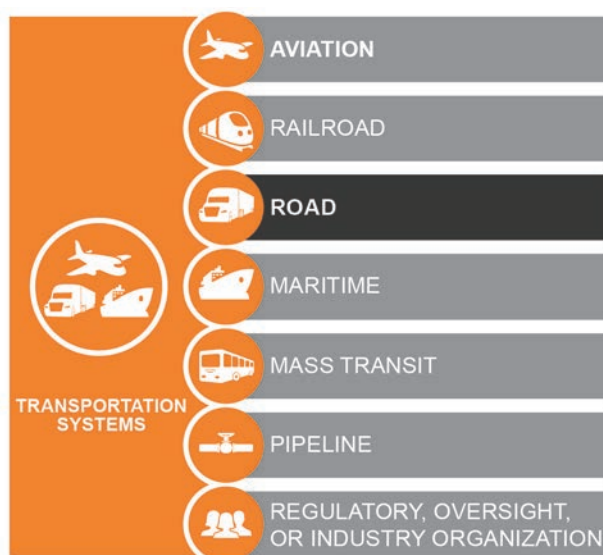 AVIATION
RAILROAD
ROAD
MARITIME
MASS TRANSIT
TRANSPORTATION
SYSTEMS
PIPELINE
REGULATORY, OVERSIGHT,
OR INDUSTRY ORGANIZATION